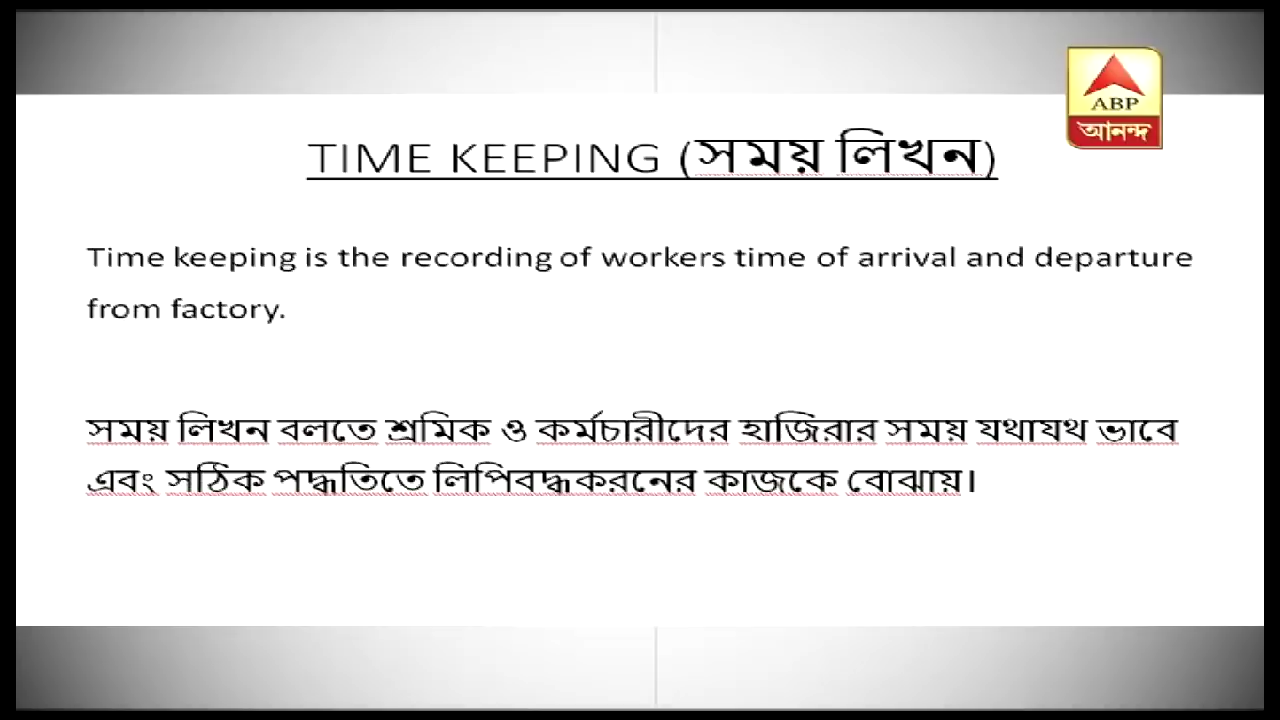 ABP
আনন্দ
TIME KEEPING (সময় লিখন)
Time keeping is the recording of workers time of arrival and departure
from factory.
সময় লিখন বলতে শ্রমিক ও কর্মচারীদের হাজিরার সময় যথাযথ ভাবে
এবং সঠিক পদ্ধতিতে লিপিবদ্ধকরনের কাজকে বোঝায়।